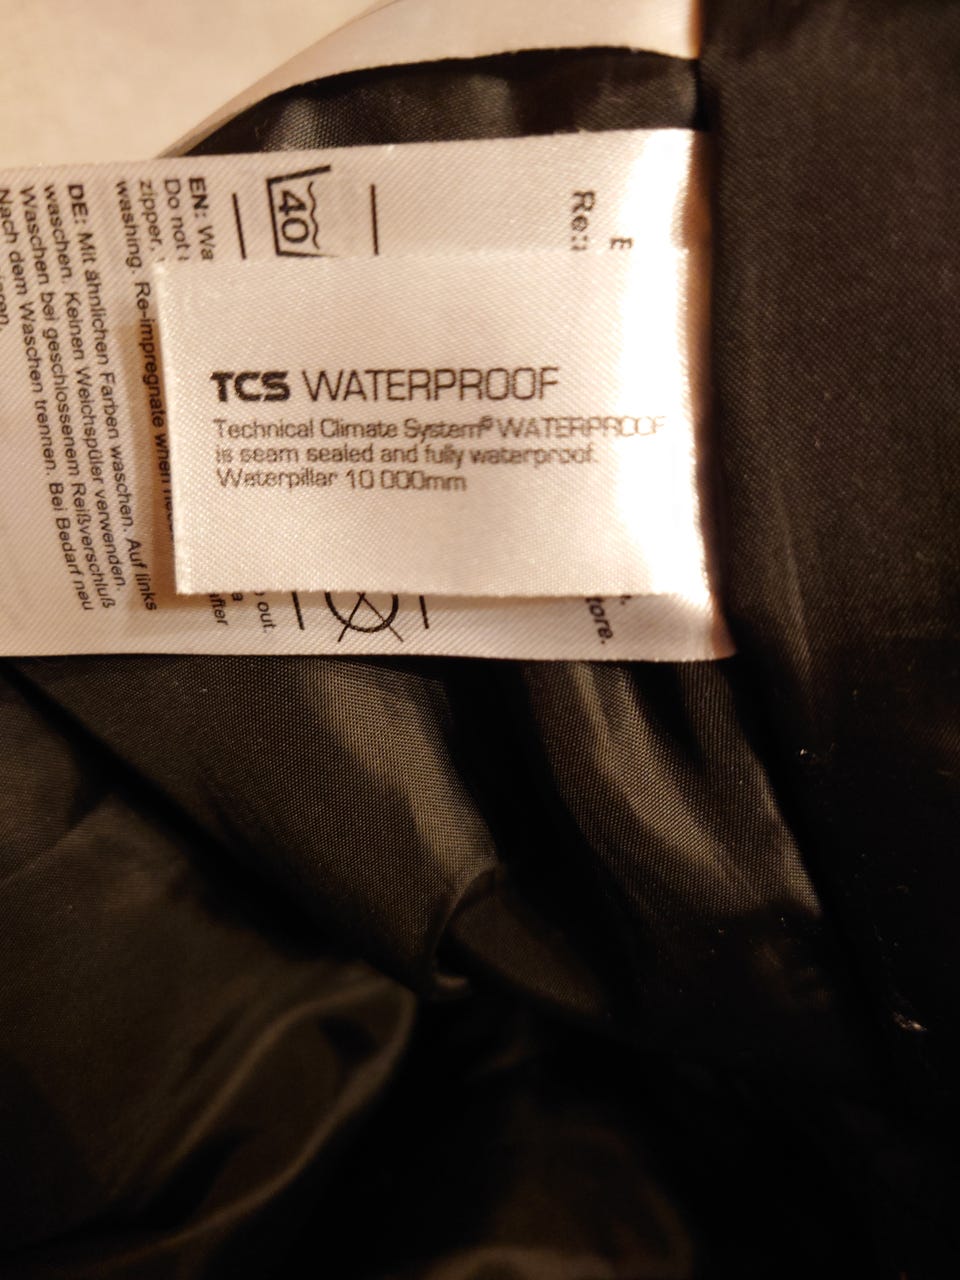 TCS WATERPROOF
Technical Climate System® WATERPROOF
is seam sealed and fully waterproof.
Waterpillar 10 000mm
40
EN:
Do not
zipper.
washing. Re-impregnate when
DE: Mit ähnlichen Farben waschen. Auf links
waschen. Keinen Weichspüler verwenden.
Waschen bei geschlossenem Reißverschluß
Nach dem Waschen trennen. Bei Bedarf neu
out.